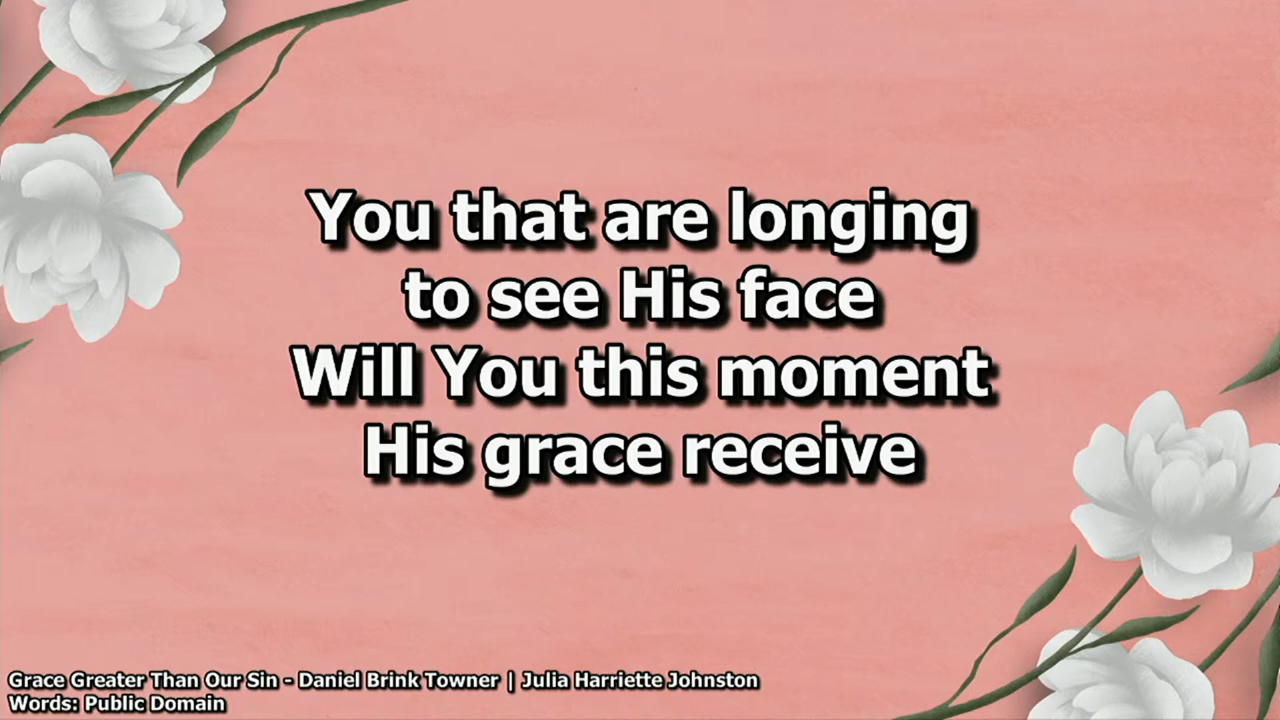 You that are longing
to see His face
Will You this moment
His grace receive
Grace Greater Than Our Sin - Daniel Brink Towner | Julia Harriette Johnston
Words: Public Domain